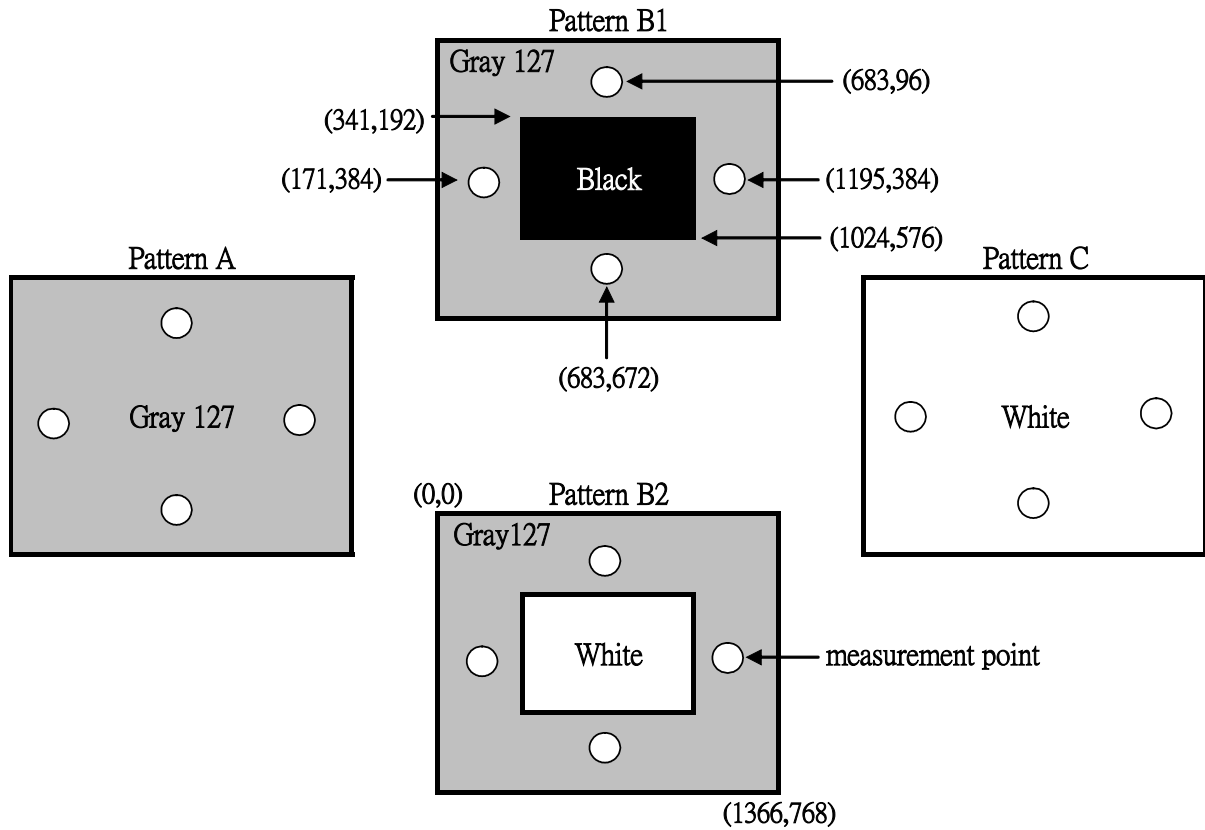 Pattern B1
Gray 127
(683,96)
(341,192)
(171,384)
Black
(1195,384)
(1024,576)
(683,672)
Pattern A
Gray 127
Pattern C
White
(0,0)
Pattern B2
Gray127
White
measurement point
(1366,768)